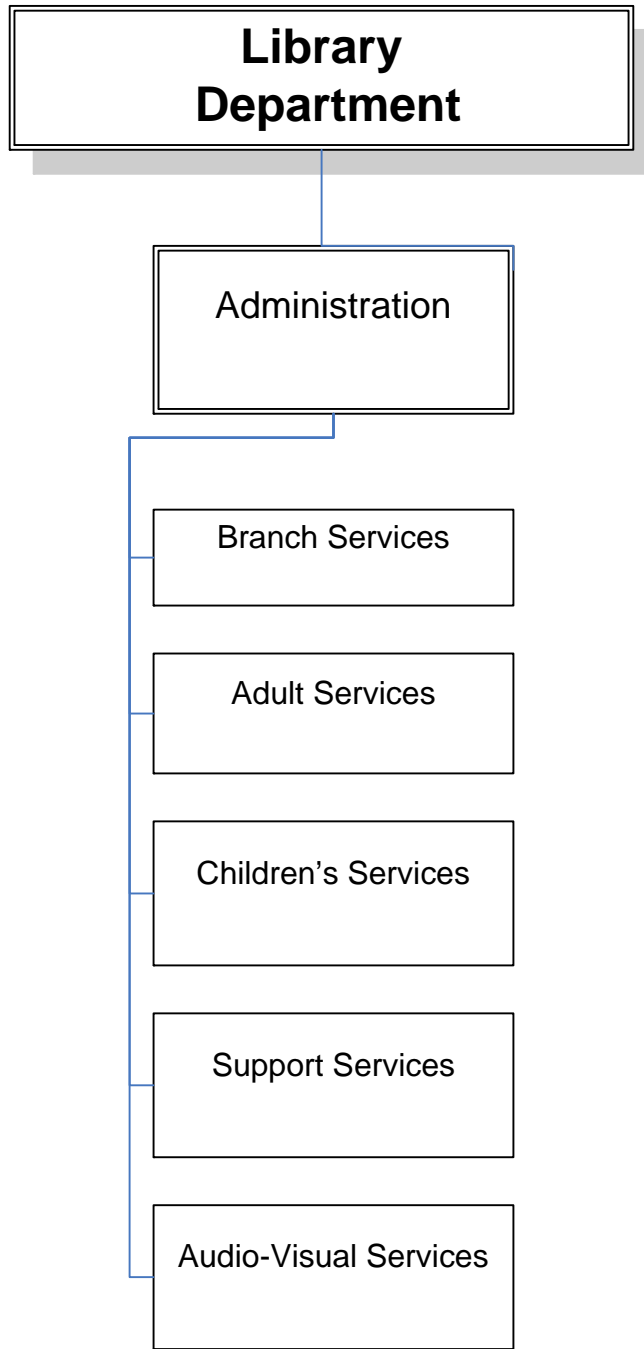 Library
Department
Administration
Branch Services
Adult Services
Children’s Services
Support Services
Audio-Visual Services